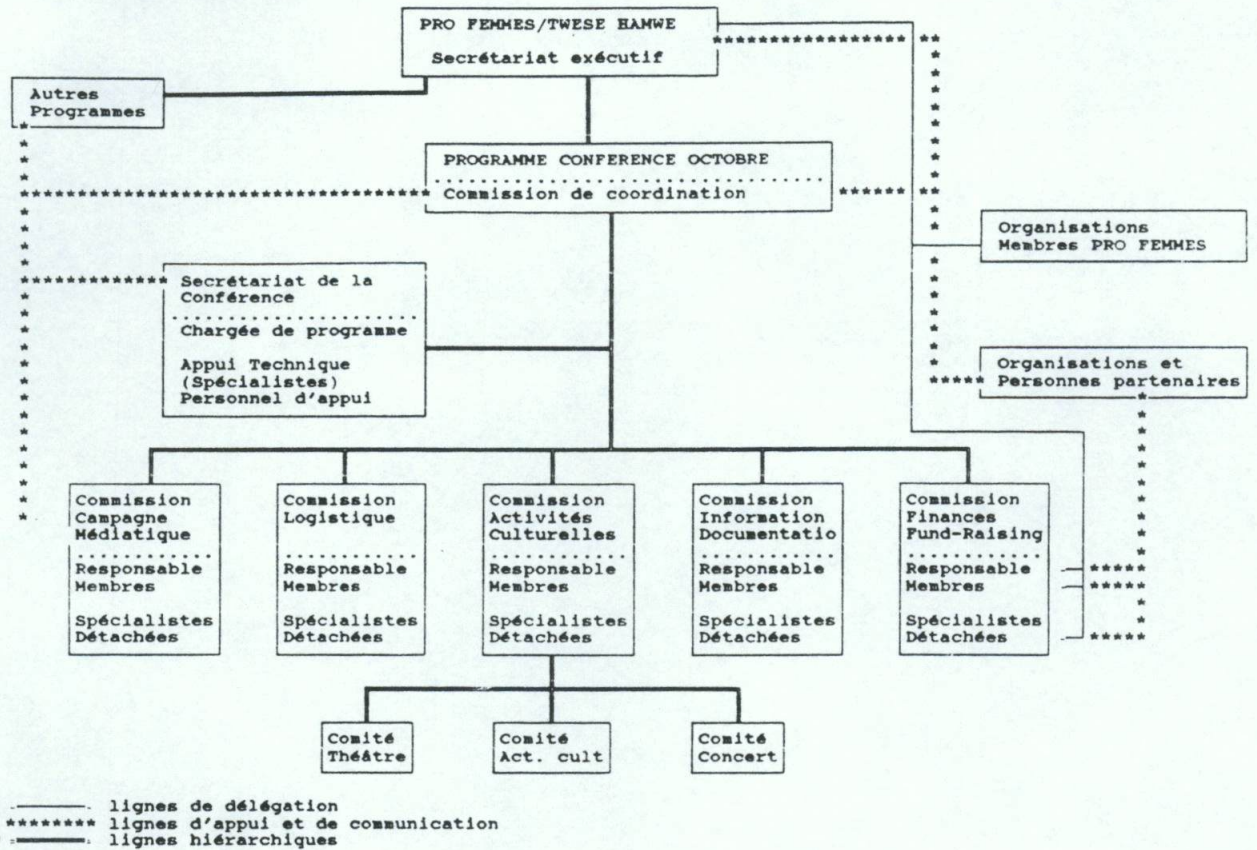 PRO FEMMES/TWESE HAMWE
Secrétariat exécutif
Autres
Programmes
PROGRAMME CONFERENCE OCTOBRE
Commission de coordination
Organisations
Membres PRO FEMMES
Secrétariat de la
Conférence
Chargée de programme
Appui Technique
(Spécialistes)
Personnel d'appui
Organisations et
Personnes partenaires
Commission
Campagne
Médiatique
Responsable
Membres
Spécialistes
Détachées
Commission
Logistique
Responsable
Membres
Spécialistes
Détachées
Commission
Activités
Culturelles
Responsable
Membres
Spécialistes
Détachées
Commission
Information
Documentatio
Responsable
Membres
Spécialistes
Détachées
Commission
Finances
Fund-Raising
Responsable
Membres
Spécialistes
Détachées
Comité
Théâtre
Comité
Act. cult
Comité
Concert
lignes de délégation
******** lignes d'appui et de communication
lignes hiérarchiques